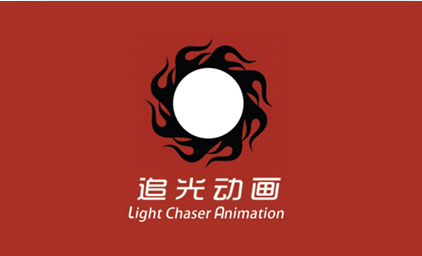 追光动画
Light Chaser Animation